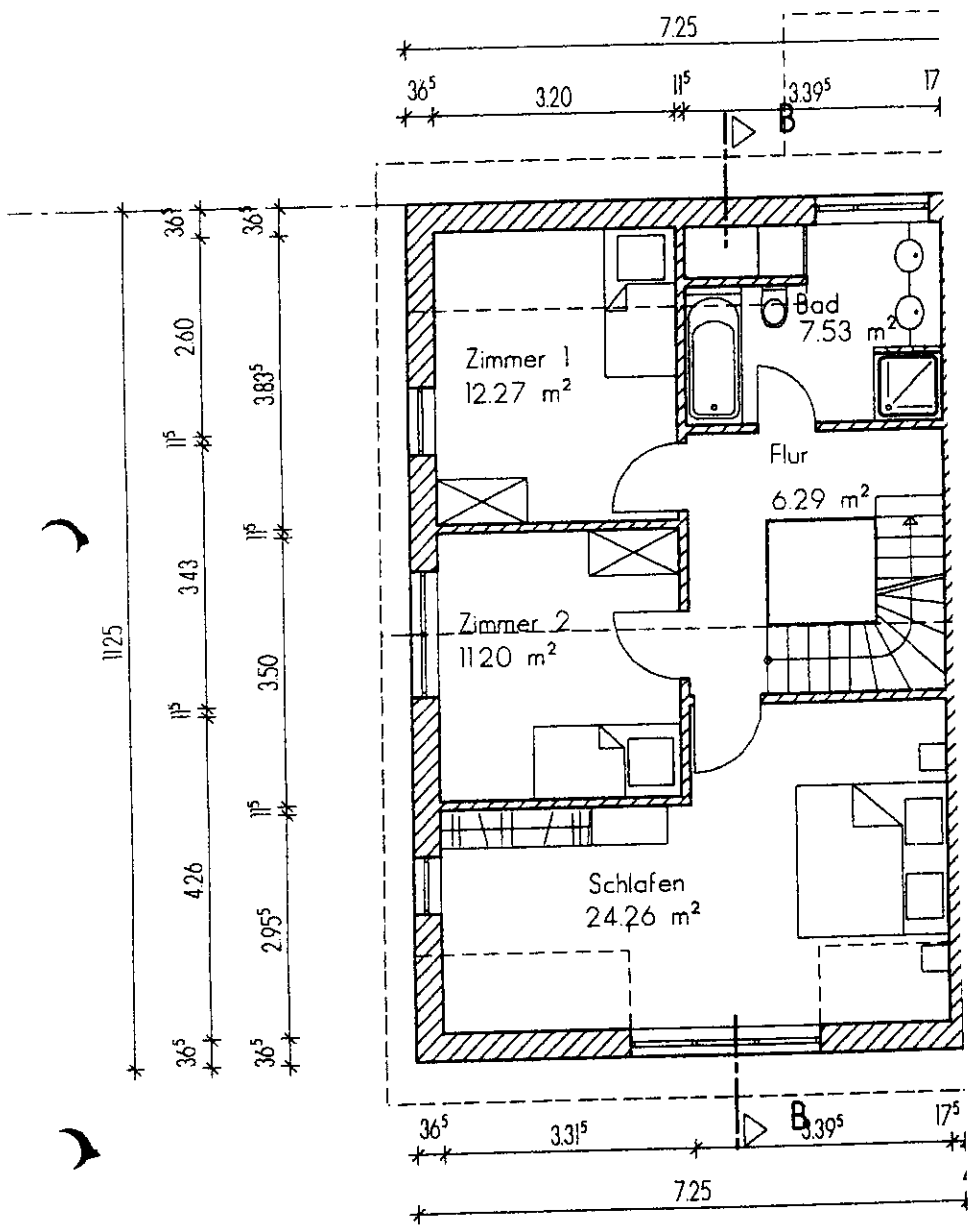 7.25
36⁵ 3.20 11⁵ 3.39⁵ 17
B
36⁵ 36⁵
2.60
3.83⁵
11⁵
Zimmer 1
12.27 m²
Bad
7.53 m²
Flur
6.29 m²
11⁵
3.43
1125
3.50
Zimmer 2
1120 m²
11⁵
11⁵
4.26
2.95⁵
Schlafen
24.26 m²
36⁵ 36⁵
B
36⁵ 3.31⁵ 3.39⁵ 17⁵
7.25